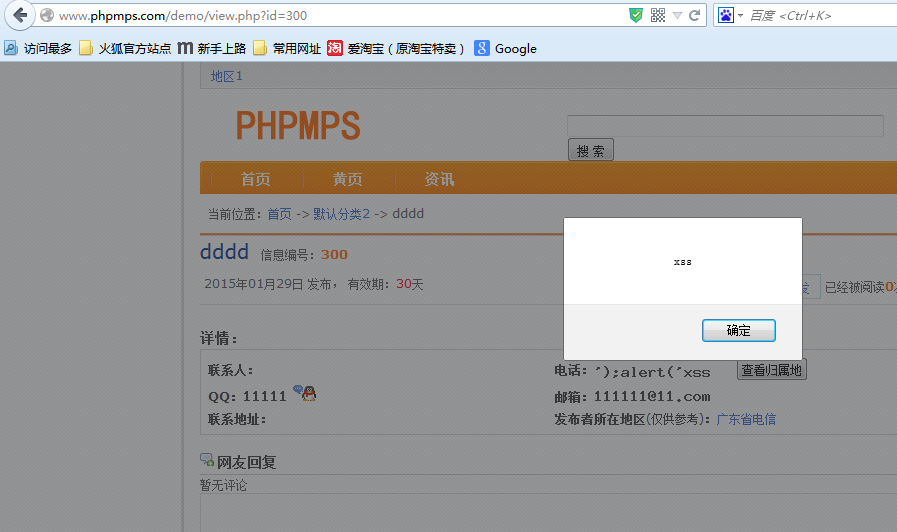 www.phpmps.com/demo/view.php?id=300 百度 <Ctrl+K>
访问最多 火狐官方站点 新手上路 常用网址 淘 爱淘宝（原淘宝特卖） 8 Google
地区1
PHPMPS
搜 索
首页 黄页 资讯
当前位置：首页 -> 默认分类2 -> dddd
dddd 信息编号：300
xss
2015年01月29日 发布， 有效期：30天
发 已经被阅读0
确定
详情：
联系人： 电话：');alert('xss 查看归属地
QQ：11111 邮箱：111111@11.com
联系地址： 发布者所在地区(仅供参考)：广东省电信
网友回复
暂无评论